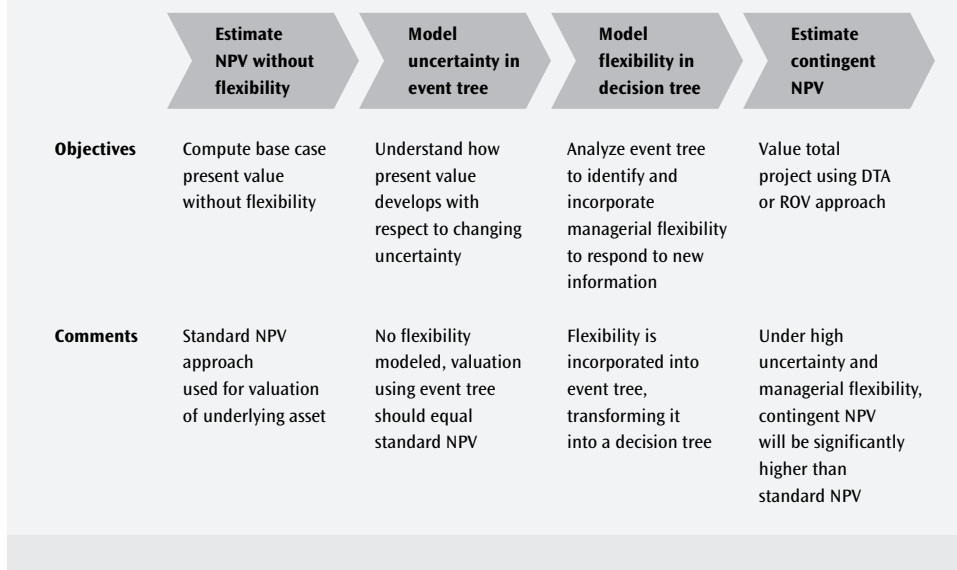 Estimate
NPV without
flexibility
Model
uncertainty in
event tree
Model
flexibility in
decision tree
Estimate
contingent
NPV
Objectives
Compute base case
present value
without flexibility
Understand how
present value
develops with
respect to changing
uncertainty
Analyze event tree
to identify and
incorporate
managerial flexibility
to respond to new
information
Value total
project using DTA
or ROV approach
Comments
Standard NPV
approach
used for valuation
of underlying asset
No flexibility
modeled, valuation
using event tree
should equal
standard NPV
Flexibility is
incorporated into
event tree,
transforming it
into a decision tree
Under high
uncertainty and
managerial flexibility,
contingent NPV
will be significantly
higher than
standard NPV